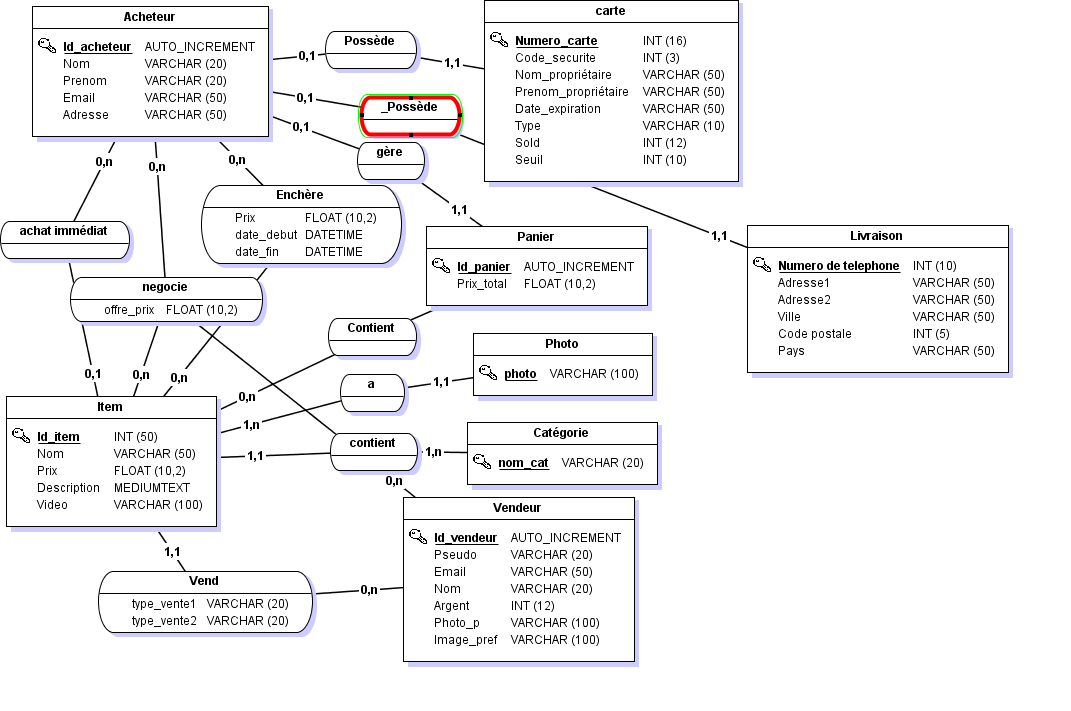 Acheteur
Id_acheteur AUTO_INCREMENT
Nom VARCHAR (20)
Prenom VARCHAR (20)
Email VARCHAR (50)
Adresse VARCHAR (50)
0,1
Possède
1,1
carte
Numero_carte INT (16)
Code_securite INT (3)
Nom_propriétaire VARCHAR (50)
Prenom_propriétaire VARCHAR (50)
Date_expiration VARCHAR (50)
Type VARCHAR (10)
Sold INT (12)
Seuil INT (10)
0,1
_Possède
1,1
0,1
gère
1,1
0,n
0,n
0,n
achat immédiat
Enchère
Prix FLOAT (10,2)
date_debut DATETIME
date_fin DATETIME
Panier
Id_panier AUTO_INCREMENT
Prix_total FLOAT (10,2)
Livraison
Numero de telephone INT (10)
Adresse1 VARCHAR (50)
Adresse2 VARCHAR (50)
Ville VARCHAR (50)
Code postale INT (5)
Pays VARCHAR (50)
negocie
offre_prix FLOAT (10,2)
Contient
0,1
0,n
0,n
0,n
Photo
photo VARCHAR (100)
a
1,1
1,n
Item
Id_item INT (50)
Nom VARCHAR (50)
Prix FLOAT (10,2)
Description MEDIUMTEXT
Video VARCHAR (100)
1,1
contient
1,n
0,n
Catégorie
nom_cat VARCHAR (20)
Vendeur
Id_vendeur AUTO_INCREMENT
Pseudo VARCHAR (20)
Email VARCHAR (50)
Nom VARCHAR (20)
Argent INT (12)
Photo_p VARCHAR (100)
Image_pref VARCHAR (100)
1,1
Vend
type_vente1 VARCHAR (20)
type_vente2 VARCHAR (20)
0,n